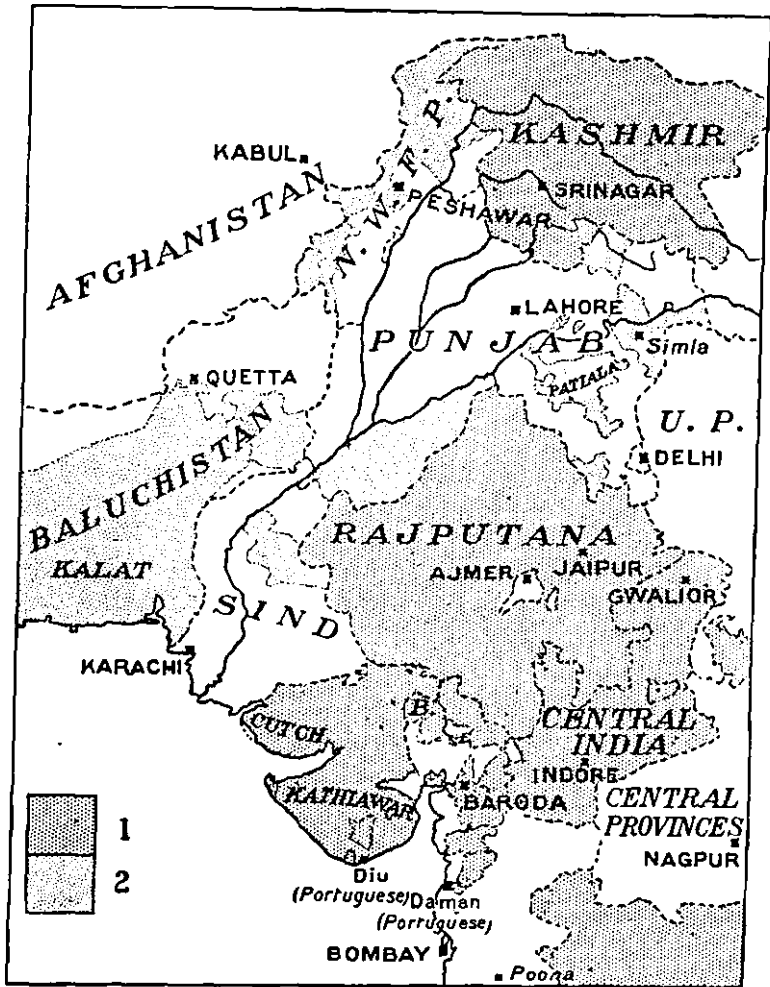 KASHMIR
N. W. F. P.
KABUL
SRINAGAR
PESHAWAR
AFGHANISTAN
LAHORE
PUNJAB
Simla
QUETTA
PATIALA
U. P.
DELHI
BALUCHISTAN
RAJPUTANA
KALAT
AJMER
JAIPUR
GWALIOR
SIND
KARACHI
B.
CUTCH
CENTRAL
INDIA
INDORE
KATHIAWAR
BARODA
CENTRAL
PROVINCES
1
NAGPUR
2
Diu
(Portuguese)
Daman
(Portuguese)
BOMBAY
Poona